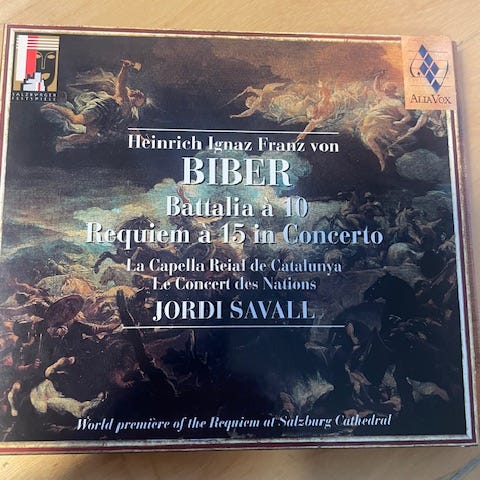 SALZBURGER
FESTSPIELE
ALIAVOX
Heinrich Ignaz Franz von
BIBER
Battalia à 10
Requiem à 15 in Concerto
La Capella Reial de Catalunya
Le Concert des Nations
JORDI SAVALL
World première of the Requiem at Salzburg Cathedral